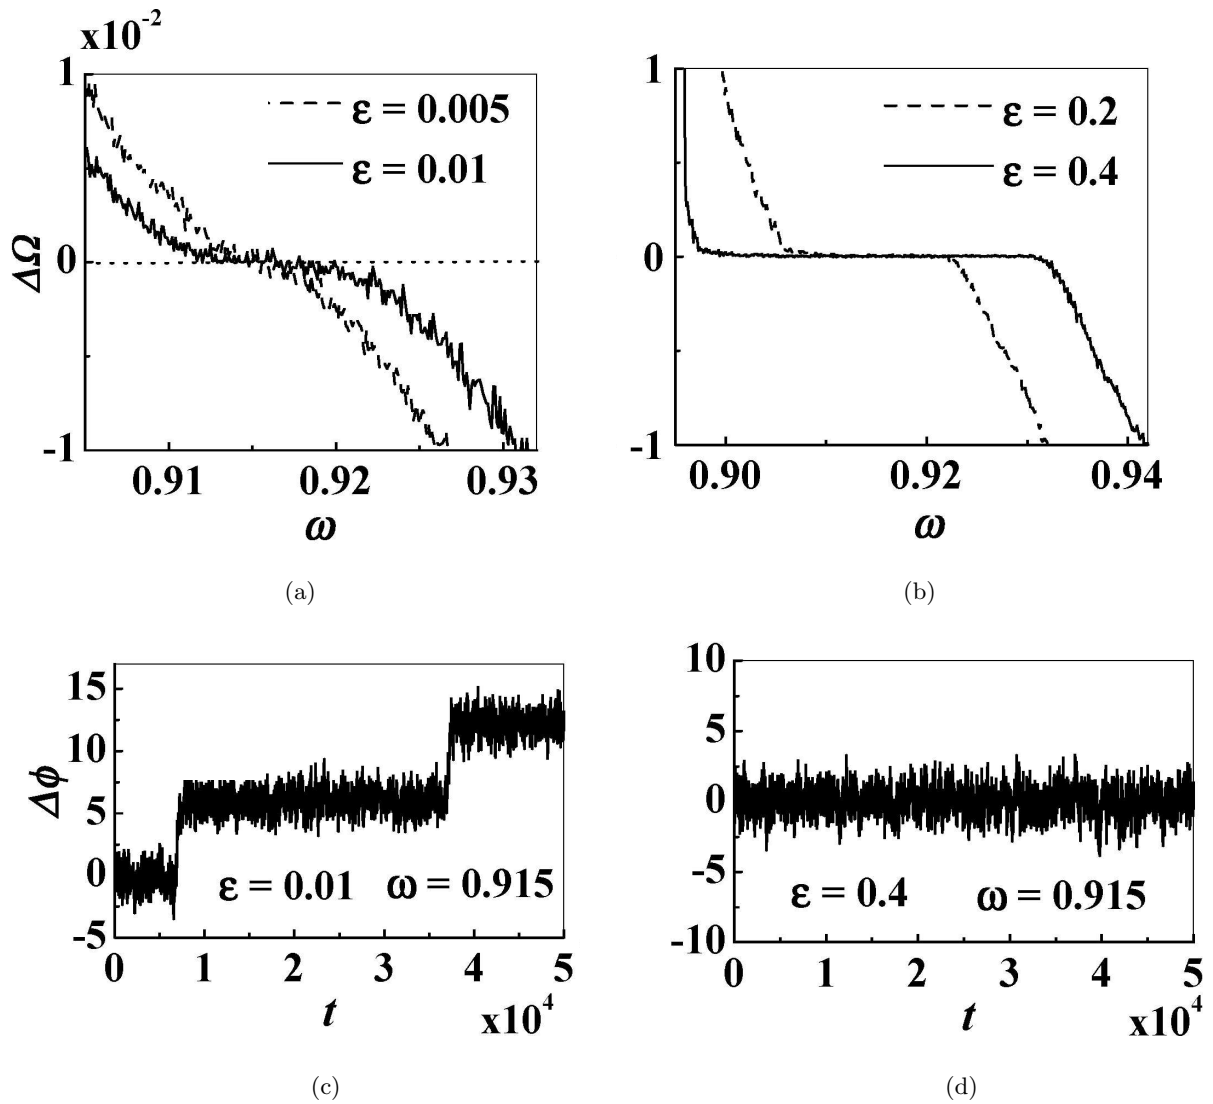 x10⁻²
1
0
-1
ΔΩ
ε = 0.005
ε = 0.01
0.91 0.92 0.93
ω
(a)
1
0
-1
ε = 0.2
ε = 0.4
0.90 0.92 0.94
ω
(b)
15
10
5
0
-5
Δϕ
ε = 0.01 ω = 0.915
0 1 2 3 4 5
t
x10⁴
(c)
10
5
0
-5
-10
ε = 0.4 ω = 0.915
0 1 2 3 4 5
t
x10⁴
(d)